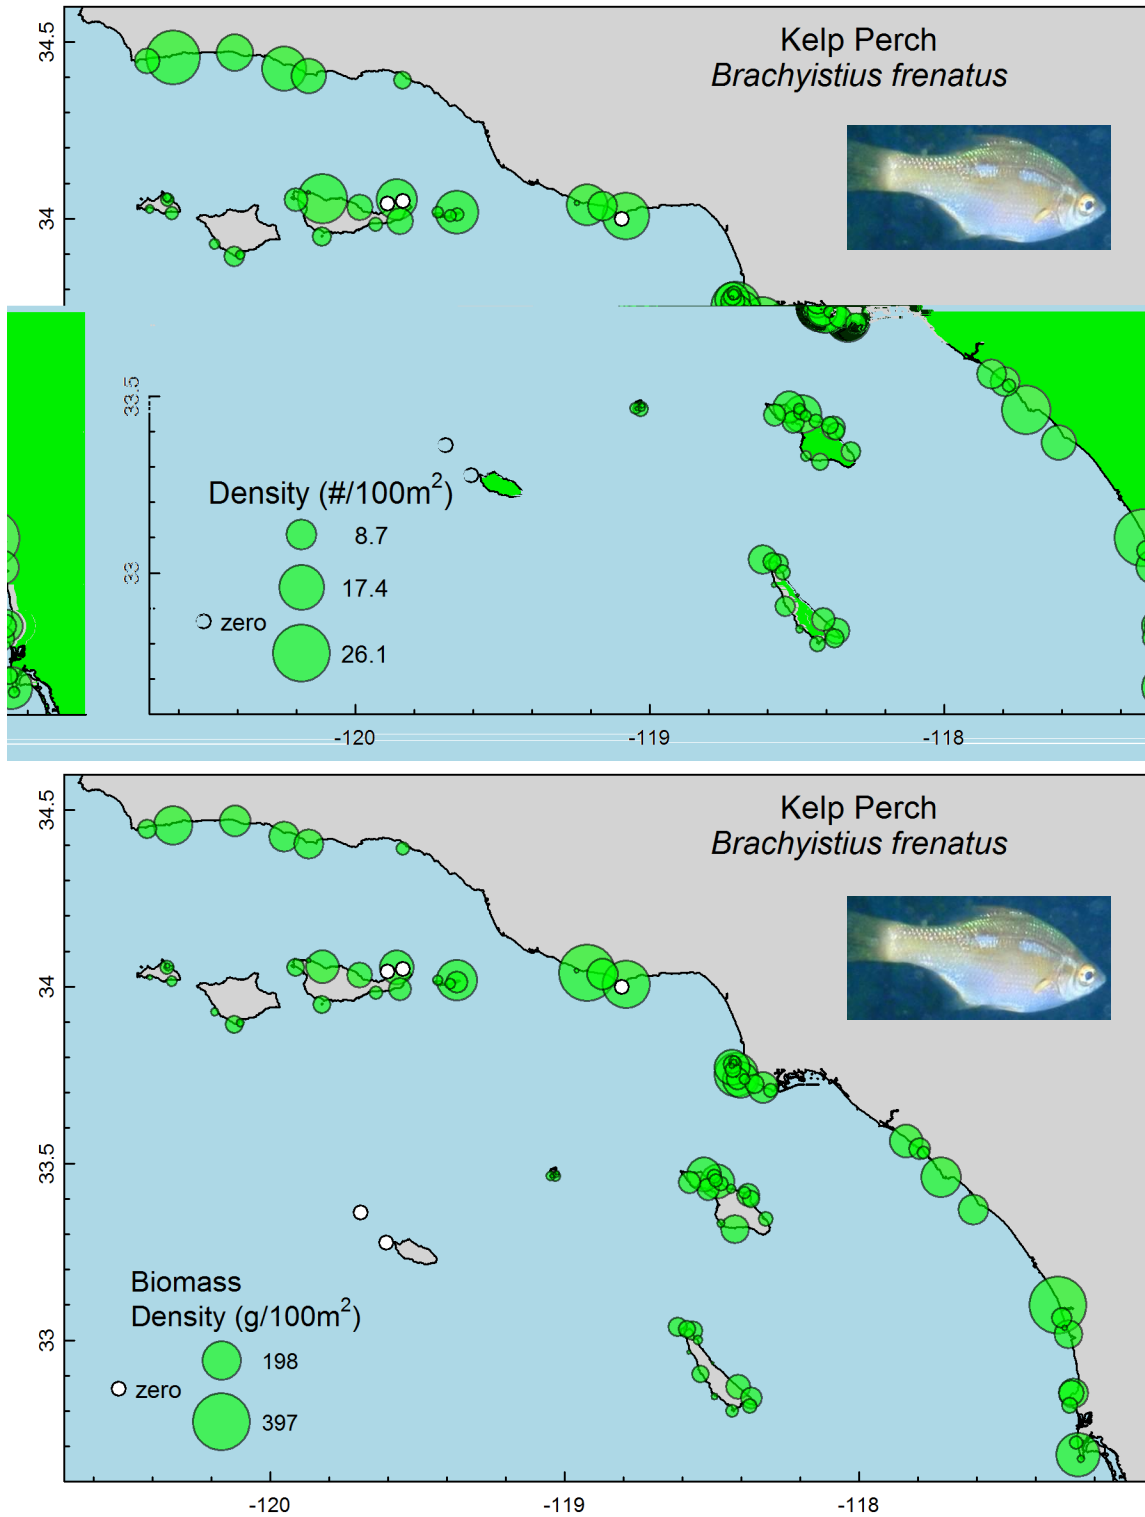 34.5
Kelp Perch
Brachyistius frenatus
34
33.5
Density (#/100m²)
8.7
33
17.4
zero
26.1
-120
-119
-118
34.5
Kelp Perch
Brachyistius frenatus
34
33.5
Biomass
Density (g/100m²)
33
198
zero
397
-120
-119
-118